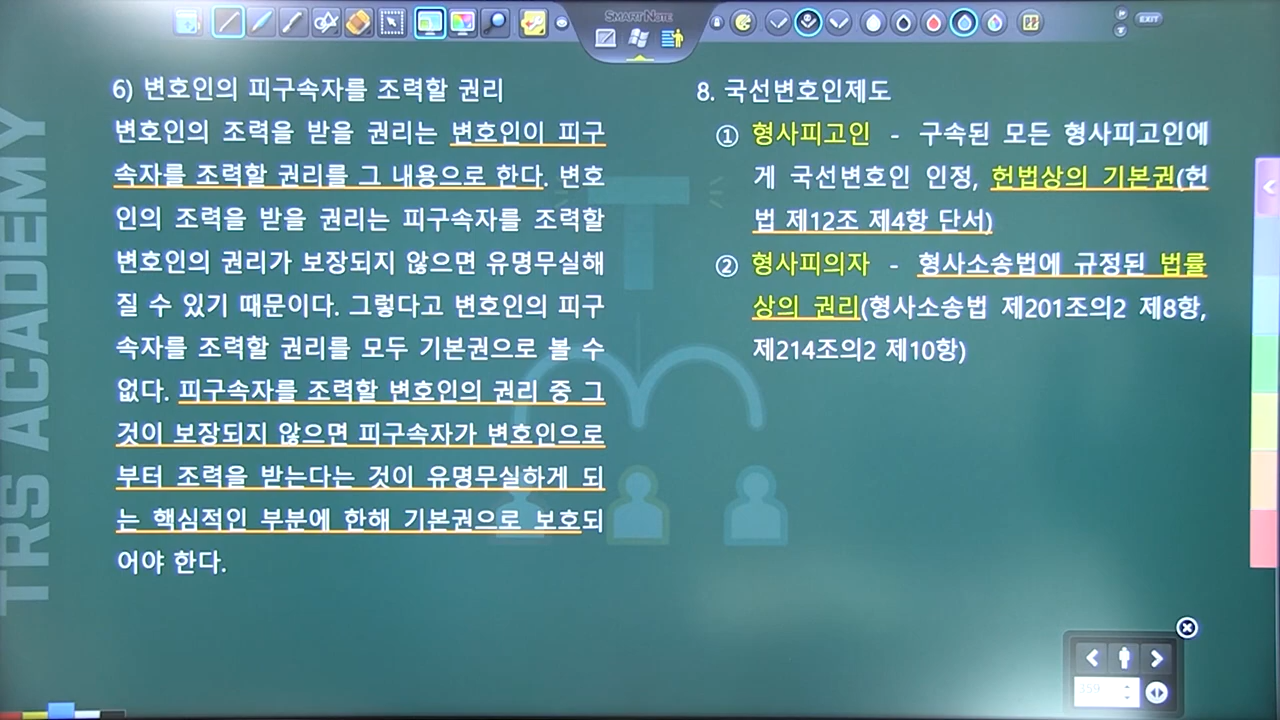 SMART NOTE
EXIT
6) 변호인의 피구속자를 조력할 권리
변호인의 조력을 받을 권리는 변호인이 피구
속자를 조력할 권리를 그 내용으로 한다. 변호
인의 조력을 받을 권리는 피구속자를 조력할
변호인의 권리가 보장되지 않으면 유명무실해
질 수 있기 때문이다. 그렇다고 변호인의 피구
속자를 조력할 권리를 모두 기본권으로 볼 수
없다. 피구속자를 조력할 변호인의 권리 중 그
것이 보장되지 않으면 피구속자가 변호인으로
부터 조력을 받는다는 것이 유명무실하게 되
는 핵심적인 부분에 한해 기본권으로 보호되
어야 한다.
8. 국선변호인제도
① 형사피고인 - 구속된 모든 형사피고인에
게 국선변호인 인정, 헌법상의 기본권(헌
법 제12조 제4항 단서)
② 형사피의자 - 형사소송법에 규정된 법률
상의 권리(형사소송법 제201조의2 제8항,
제214조의2 제10항)
TRS ACADEMY
359